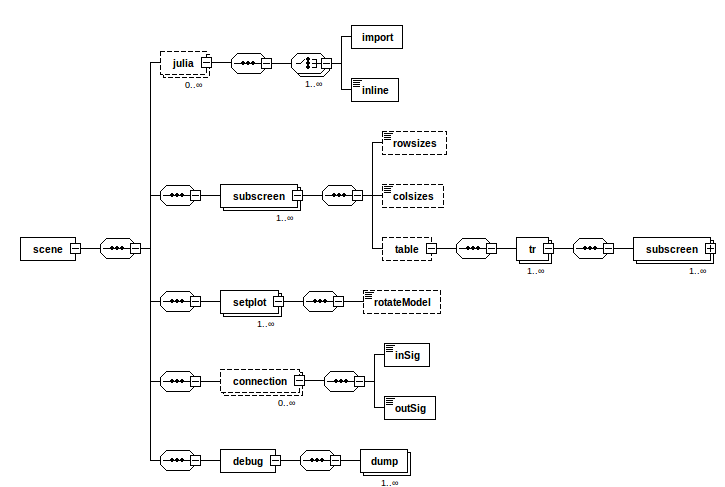 import
julia
0..∞
1..∞
inline
rowsizes
subscreen
1..∞
colsizes
scene
table
tr
1..∞
subscreen
1..∞
setplot
1..∞
rotateModel
inSig
connection
0..∞
outSig
debug
dump
1..∞